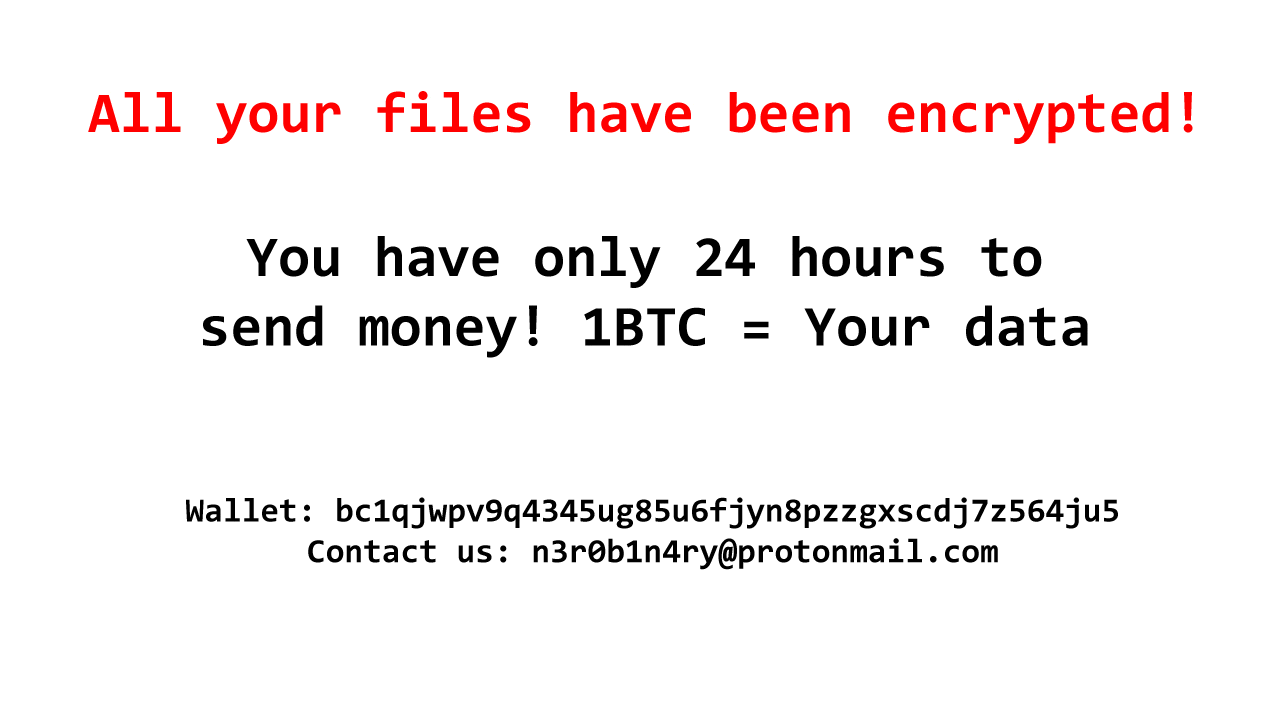 All your files have been encrypted!
You have only 24 hours to
send money! 1BTC = Your data
Wallet: bc1qjwpv9q4345ug85u6fjyn8pzzgxscdj7z564ju5
Contact us: n3r0b1n4ry@protonmail.com